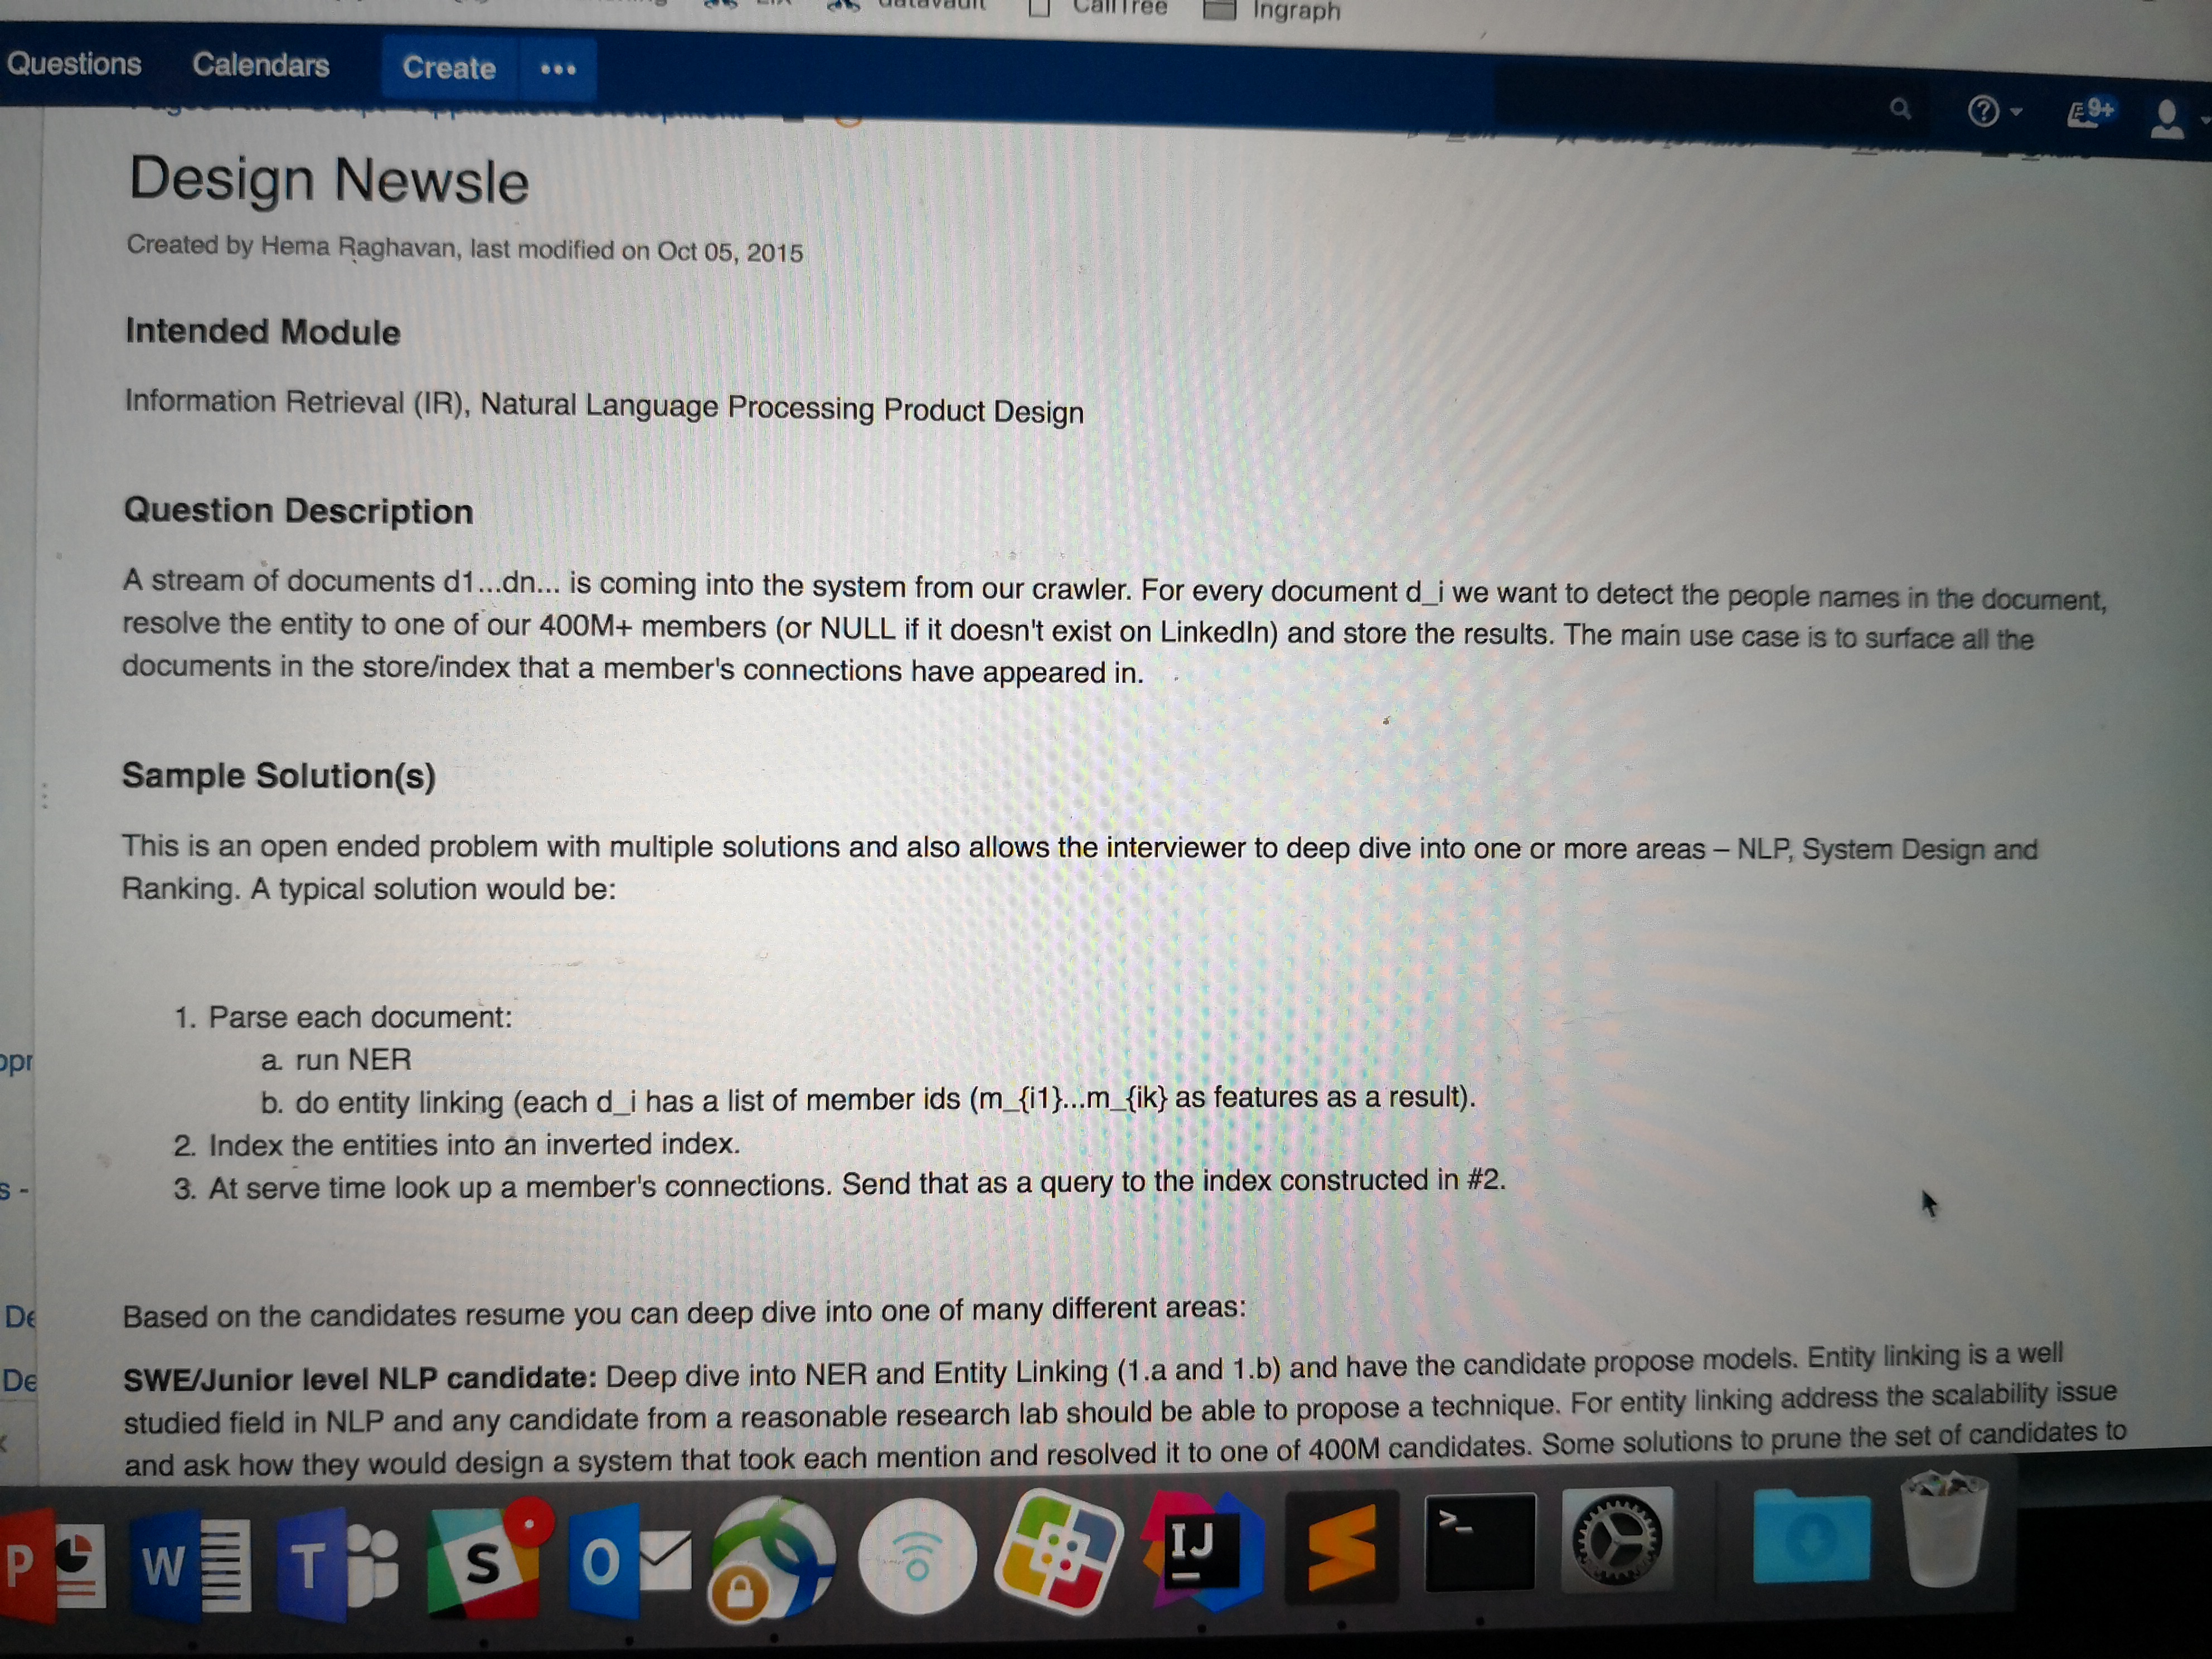 CallTree
Ingraph
Questions Calendars Create
9+
Design Newsle
Created by Hema Raghavan, last modified on Oct 05, 2015
Intended Module
Information Retrieval (IR), Natural Language Processing Product Design
Question Description
A stream of documents d1...dn... is coming into the system from our crawler. For every document d_i we want to detect the people names in the document,
resolve the entity to one of our 400M+ members (or NULL if it doesn't exist on LinkedIn) and store the results. The main use case is to surface all the
documents in the store/index that a member's connections have appeared in.
Sample Solution(s)
This is an open ended problem with multiple solutions and also allows the interviewer to deep dive into one or more areas – NLP, System Design and
Ranking. A typical solution would be:
1. Parse each document:
a. run NER
b. do entity linking (each d_i has a list of member ids (m_{i1}...m_{ik} as features as a result).
2. Index the entities into an inverted index.
3. At serve time look up a member's connections. Send that as a query to the index constructed in #2.
Based on the candidates resume you can deep dive into one of many different areas:
SWE/Junior level NLP candidate: Deep dive into NER and Entity Linking (1.a and 1.b) and have the candidate propose models. Entity linking is a well
studied field in NLP and any candidate from a reasonable research lab should be able to propose a technique. For entity linking address the scalability issue
and ask how they would design a system that took each mention and resolved it to one of 400M candidates. Some solutions to prune the set of candidates to
P W T S O IJ >_